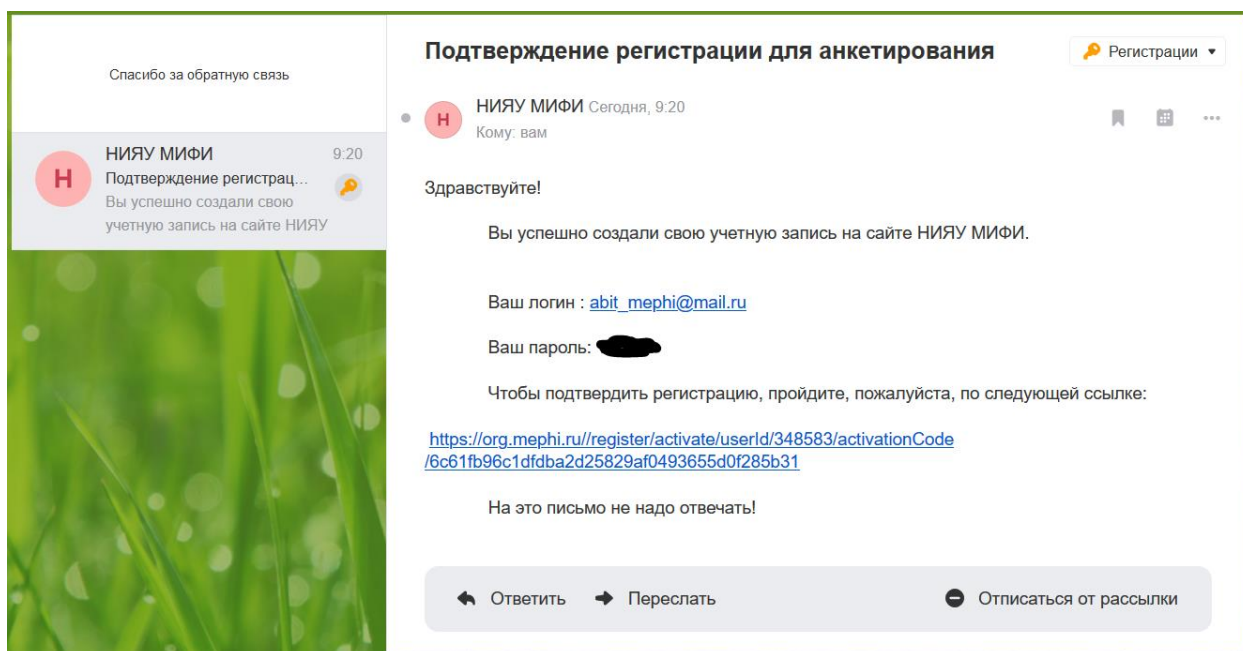 Спасибо за обратную связь
НИЯУ МИФИ 9:20
Подтверждение регистрац...
Вы успешно создали свою
учетную запись на сайте НИЯУ
Подтверждение регистрации для анкетирования
Регистрации
Н
НИЯУ МИФИ Сегодня, 9:20
Кому: вам
Н
Здравствуйте!
Вы успешно создали свою учетную запись на сайте НИЯУ МИФИ.
Ваш логин : abit_mephi@mail.ru
Ваш пароль:
Чтобы подтвердить регистрацию, пройдите, пожалуйста, по следующей ссылке:
https://org.mephi.ru//register/activate/userId/348583/activationCode
/6c61fb96c1dfdba2d25829af0493655d0f285b31
На это письмо не надо отвечать!
Ответить Переслать Отписаться от рассылки